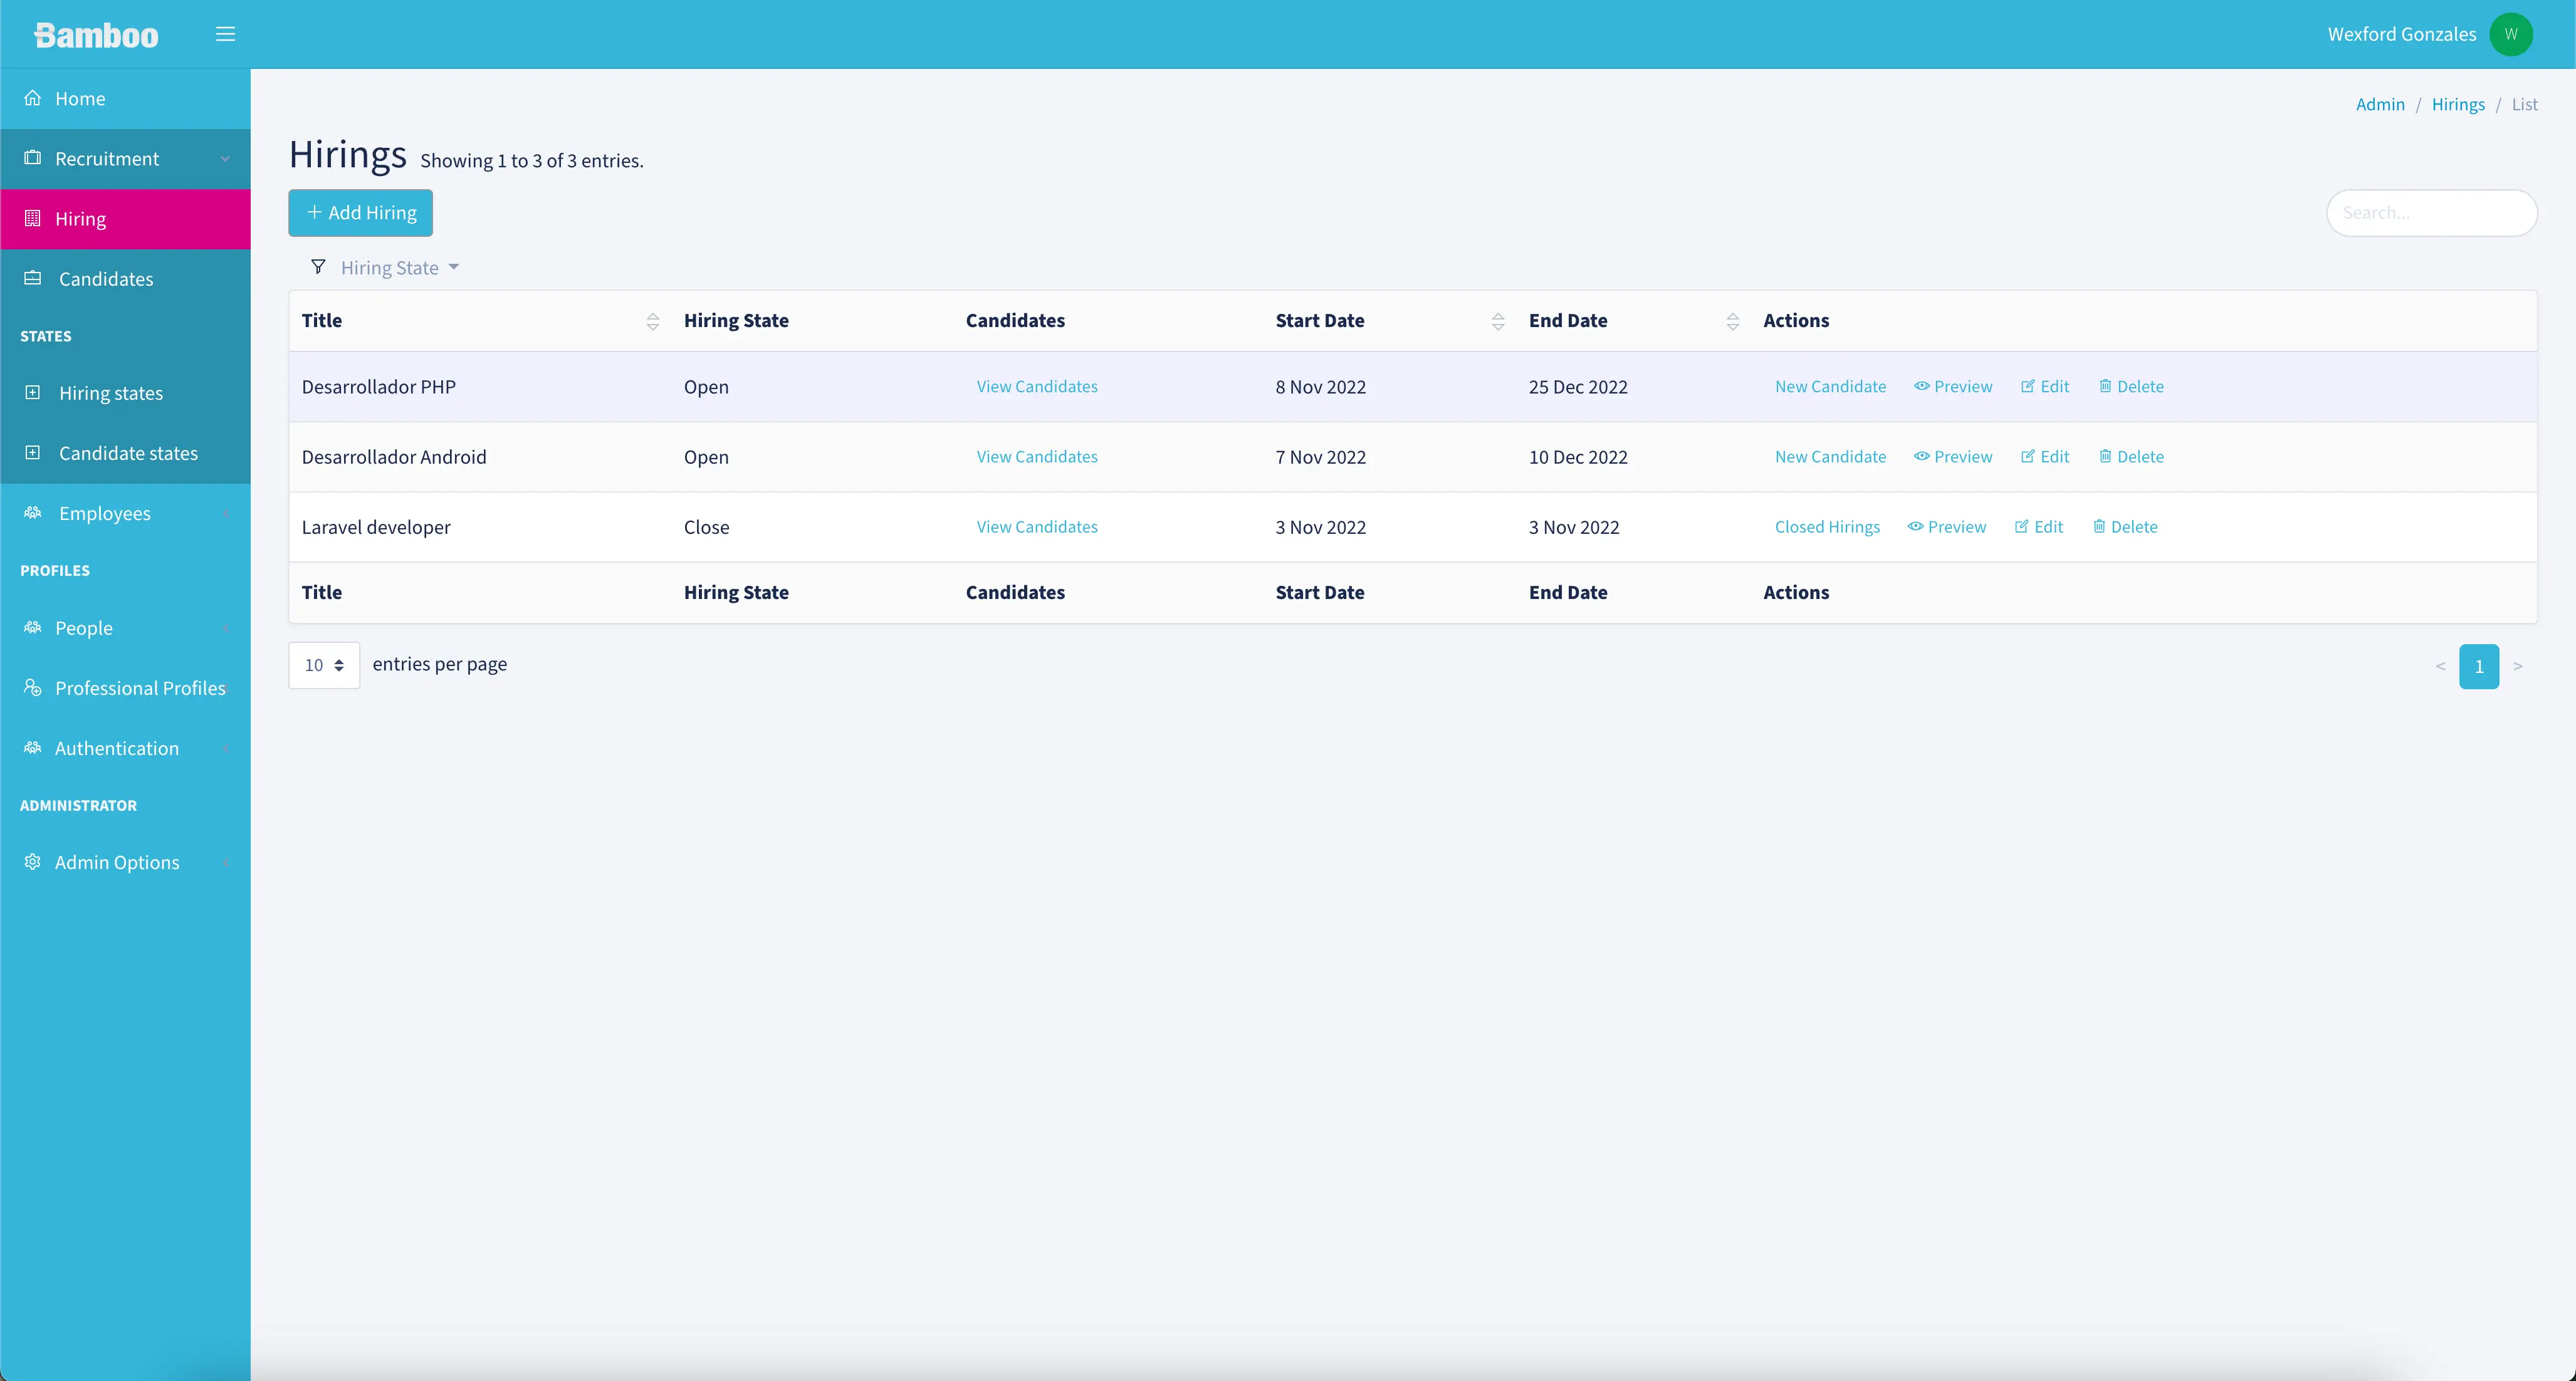 Bamboo
Wexford Gonzales W
Home
Recruitment
Hiring
Candidates
STATES
Hiring states
Candidate states
Employees
PROFILES
People
Professional Profiles
Authentication
ADMINISTRATOR
Admin Options
Admin / Hirings / List
Hirings Showing 1 to 3 of 3 entries.
+ Add Hiring
Search...
Hiring State
Title Hiring State Candidates Start Date End Date Actions
Desarrollador PHP Open View Candidates 8 Nov 2022 25 Dec 2022 New Candidate Preview Edit Delete
Desarrollador Android Open View Candidates 7 Nov 2022 10 Dec 2022 New Candidate Preview Edit Delete
Laravel developer Close View Candidates 3 Nov 2022 3 Nov 2022 Closed Hirings Preview Edit Delete
Title Hiring State Candidates Start Date End Date Actions
10 entries per page
< 1 >